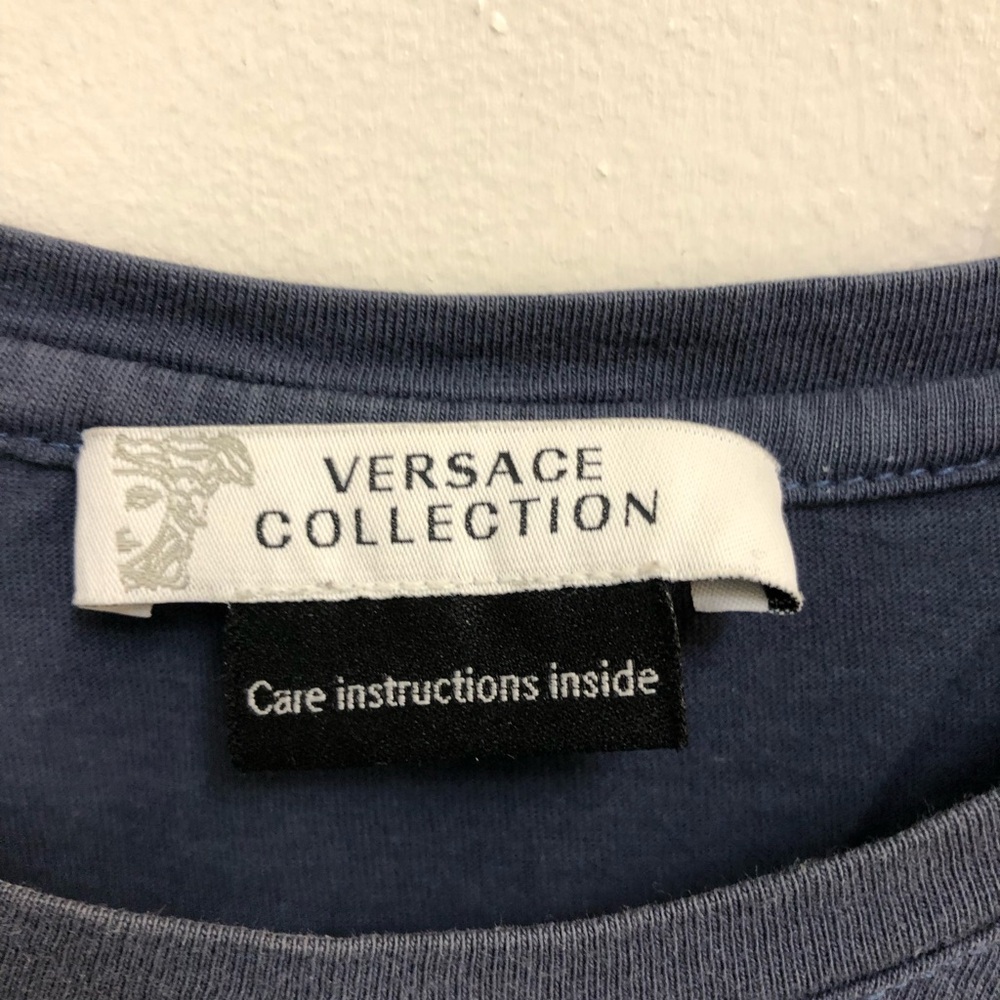 VERSACE
COLLECTION
Care instructions inside